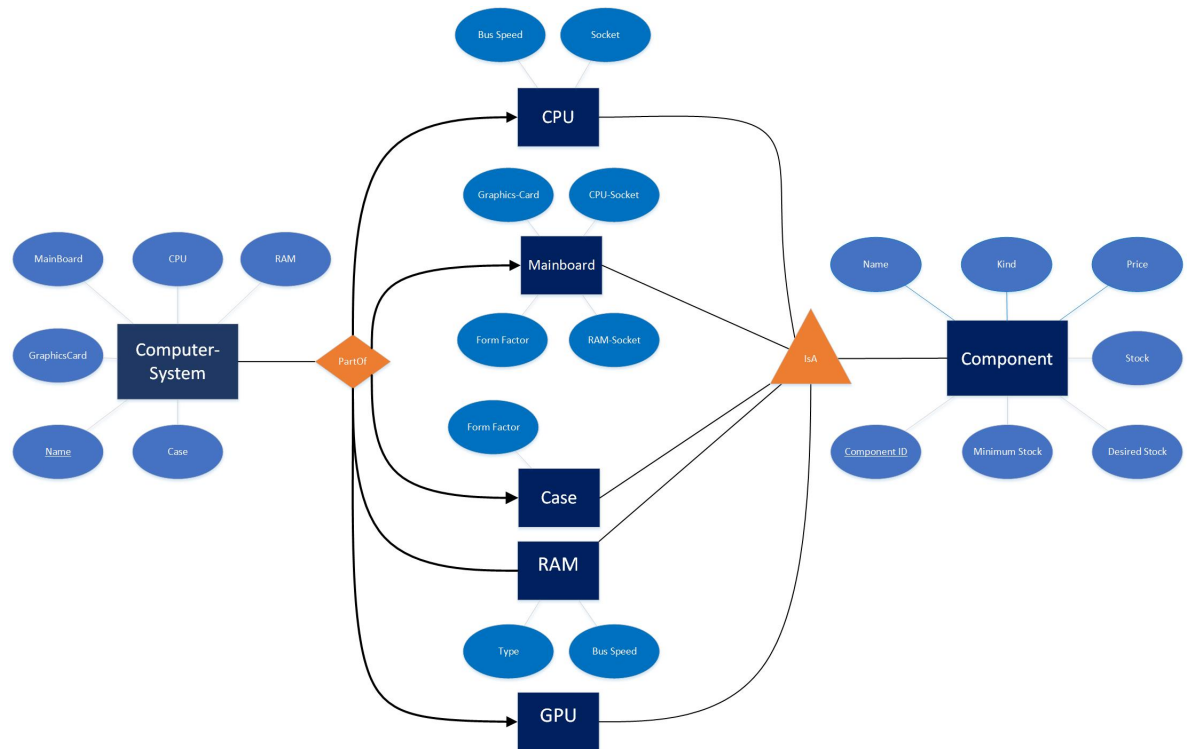 Bus Speed
Socket
CPU
Graphics-Card
CPU-Socket
Mainboard
Form Factor
RAM-Socket
MainBoard
CPU
RAM
GraphicsCard
Computer-
System
Name
Case
PartOf
Form Factor
Case
RAM
Type
Bus Speed
GPU
IsA
Name
Kind
Price
Component
Stock
Component ID
Minimum Stock
Desired Stock